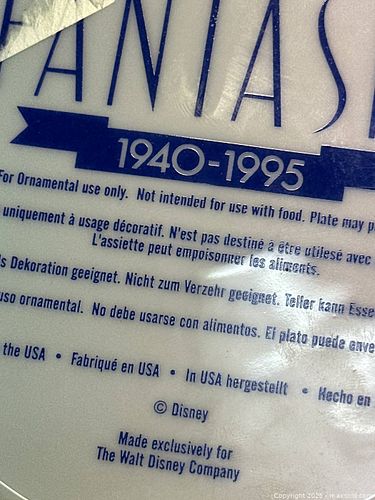 FANTAS
1940-1995
For Ornamental use only. Not intended for use with food. Plate may
uniquement à usage décoratif. N'est pas destiné à être utilesé avec
L'assiette peut empoisonner les aliments.
Dekoration geeignet. Nicht zum Verzehr geeignet. Teller kann
uso ornamental. No debe usarse con alimentos. El plato puede
the USA • Fabriqué en USA • In USA hergestellt • Hecho en
© Disney
Made exclusively for
The Walt Disney Company